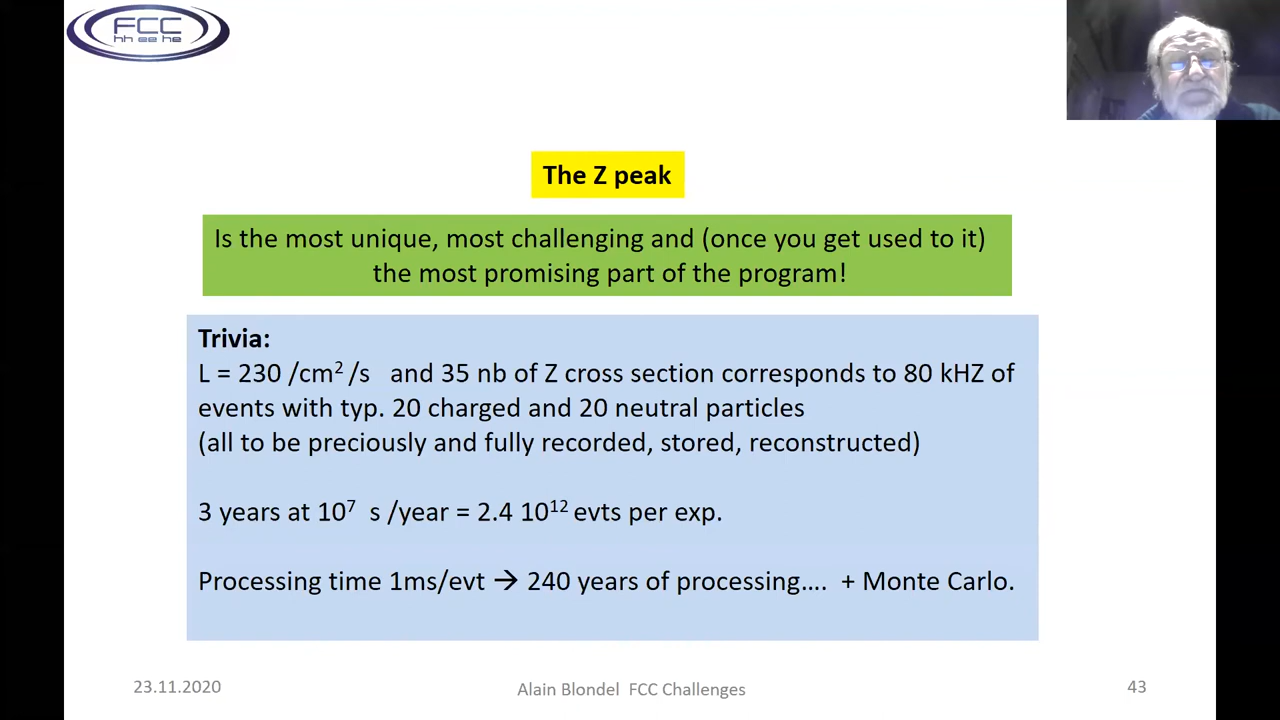 FCC
hh ee he
The Z peak
Is the most unique, most challenging and (once you get used to it)
the most promising part of the program!
Trivia:
L = 230 /cm² /s and 35 nb of Z cross section corresponds to 80 kHZ of
events with typ. 20 charged and 20 neutral particles
(all to be preciously and fully recorded, stored, reconstructed)
3 years at 10⁷ s /year = 2.4 10¹² evts per exp.
Processing time 1ms/evt → 240 years of processing…. + Monte Carlo.
23.11.2020
Alain Blondel FCC Challenges
43